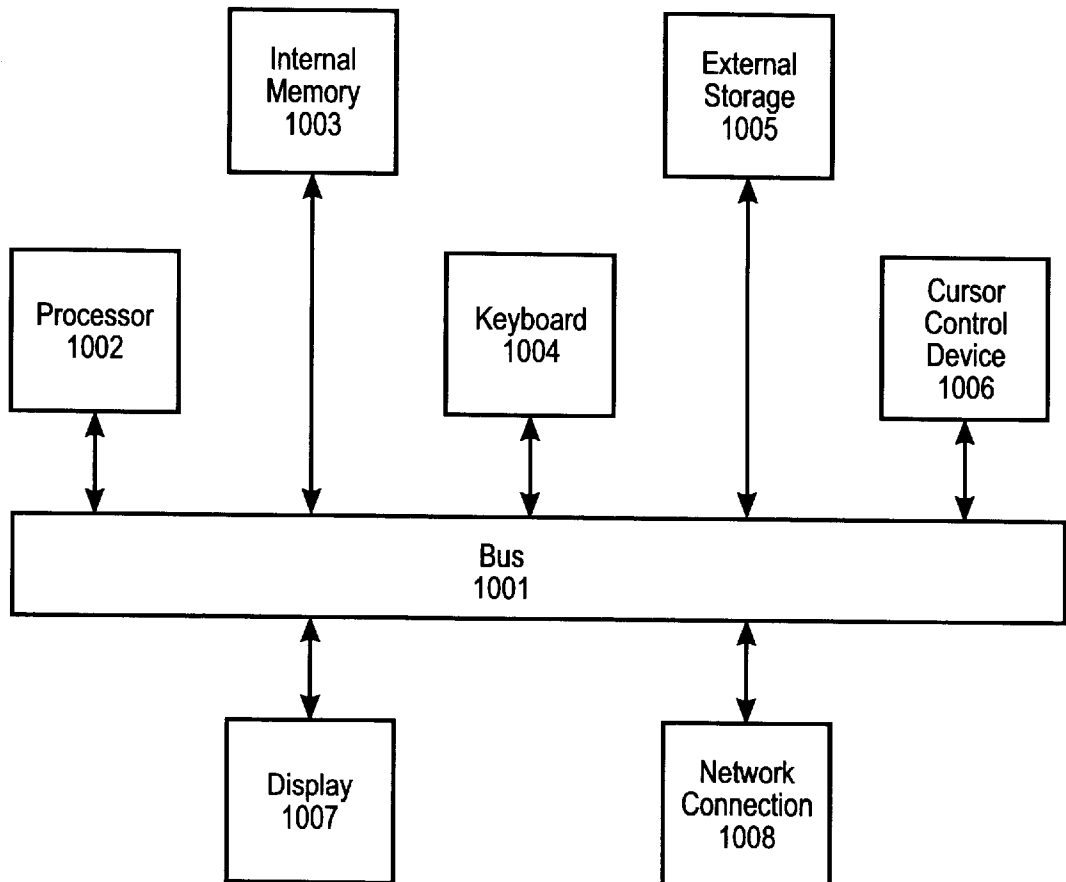 Internal
Memory
1003
External
Storage
1005
Processor
1002
Keyboard
1004
Cursor
Control
Device
1006
Bus
1001
Display
1007
Network
Connection
1008